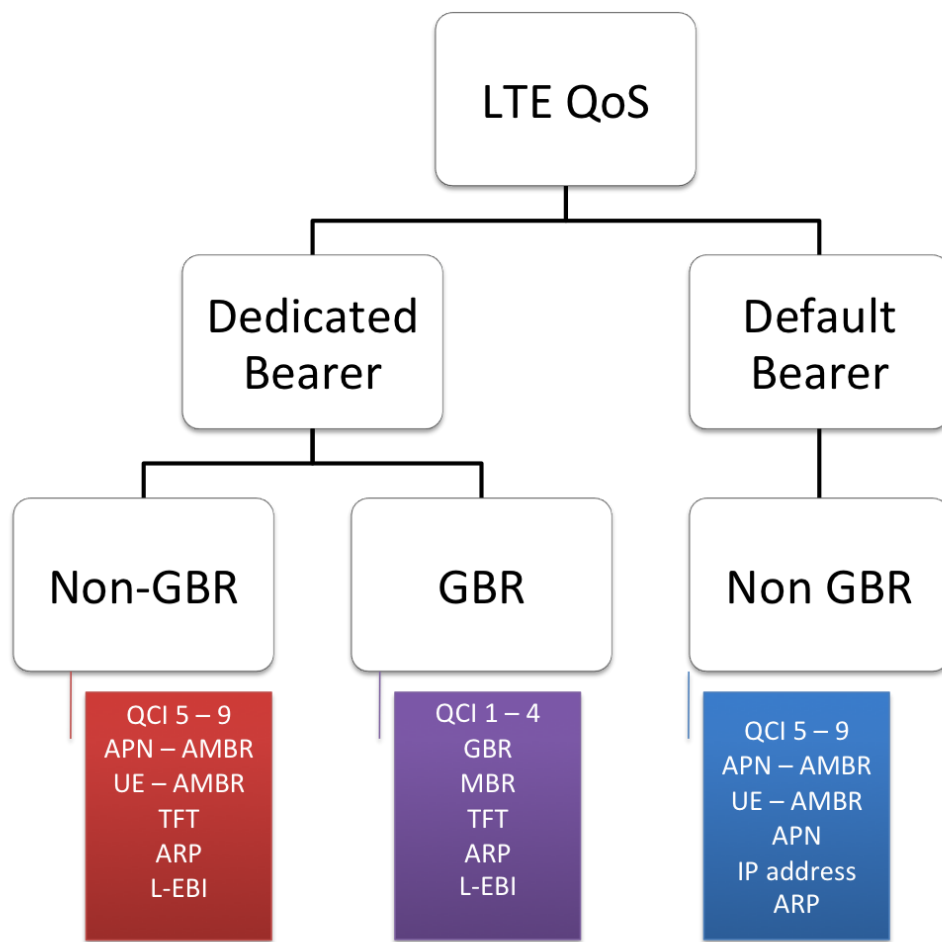 LTE QoS
Dedicated
Bearer
Default
Bearer
Non-GBR
GBR
Non GBR
QCI 5 – 9
APN – AMBR
UE – AMBR
TFT
ARP
L-EBI
QCI 1 – 4
GBR
MBR
TFT
ARP
L-EBI
QCI 5 – 9
APN – AMBR
UE – AMBR
APN
IP address
ARP